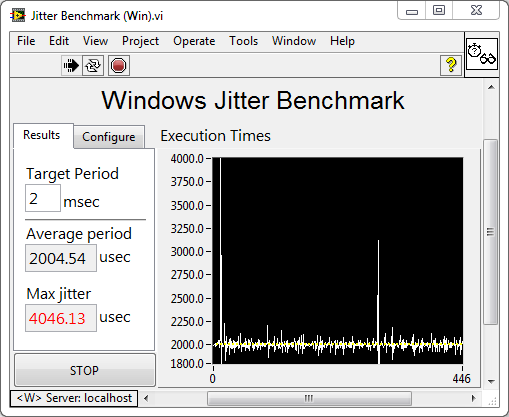 Jitter Benchmark (Win).vi
File Edit View Project Operate Tools Window Help
Windows Jitter Benchmark
Results Configure
Execution Times
Target Period
2 msec
Average period
2004.54 usec
Max jitter
4046.13 usec
STOP
4000.0
3750.0
3500.0
3250.0
3000.0
2750.0
2500.0
2250.0
2000.0
1800.0
0 446
<W> Server: localhost